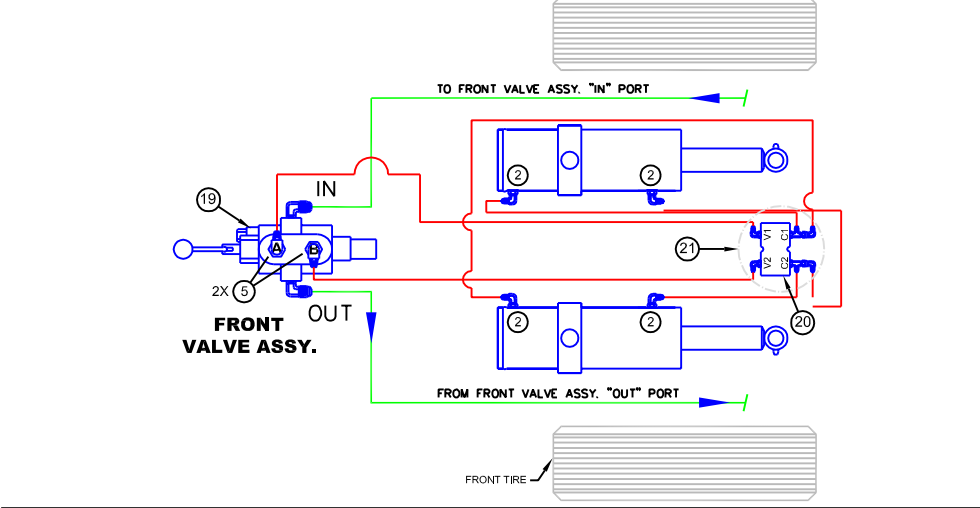 TO FRONT VALVE ASSY. "IN" PORT
2
2
19
IN
V1
C1
21
A
B
V2
C2
2X 5
OUT
2
2
20
FRONT
VALVE ASSY.
FROM FRONT VALVE ASSY. "OUT" PORT
FRONT TIRE